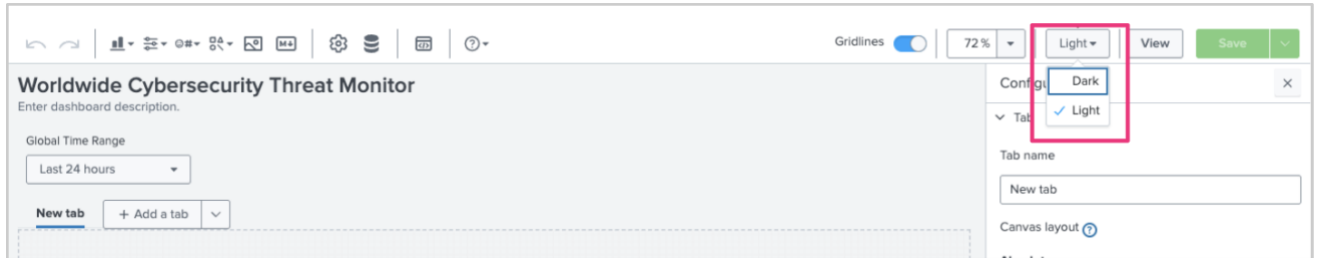 Gridlines
72 %
Light
View
Save
Worldwide Cybersecurity Threat Monitor
Enter dashboard description.
Global Time Range
Last 24 hours
New tab
+ Add a tab
Dark
Light
Tab name
New tab
Canvas layout